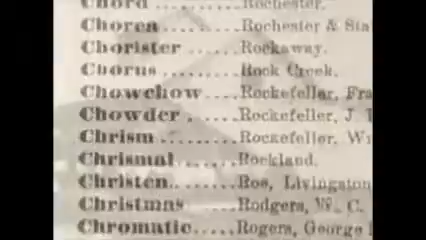 Chord ........ Rochester.
Chorea ..... Rochester & Sta
Chorister ...... Rockaway.
Chorus ........ Rock Creek.
Chowchow .... Rockefeller, Fra
Chowder ..... Rockefeller, J. 
Chrism ....... Rockefeller, W
Chrismal ...... Rockland.
Christen ....... Roe, Livingston
Christmas .... Rodgers, W. C.
Chromatic .... Rogers, George